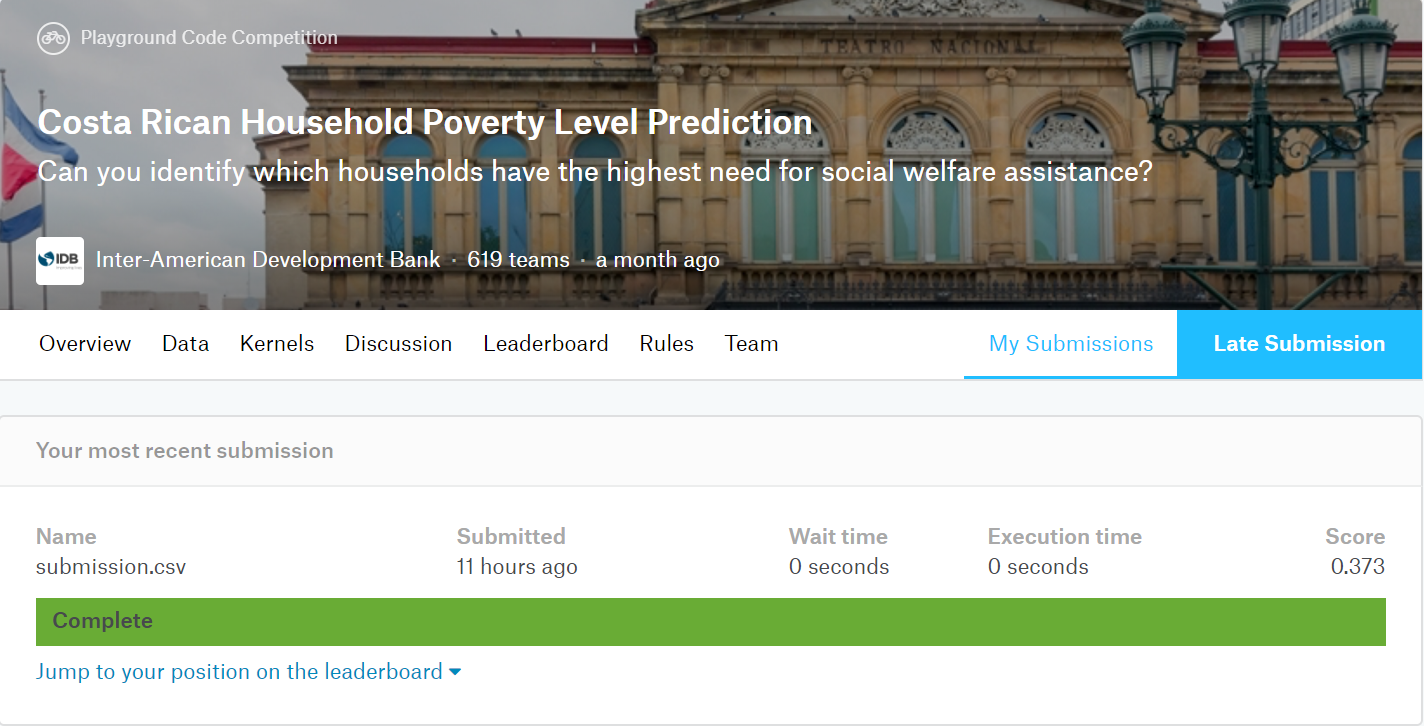 Playground Code Competition
TEATRO NACIONAL
Costa Rican Household Poverty Level Prediction
Can you identify which households have the highest need for social welfare assistance?
IDB
Inter-American Development Bank · 619 teams · a month ago
Overview Data Kernels Discussion Leaderboard Rules Team My Submissions Late Submission
Your most recent submission
Name Submitted Wait time Execution time Score
submission.csv 11 hours ago 0 seconds 0 seconds 0.373
Complete
Jump to your position on the leaderboard